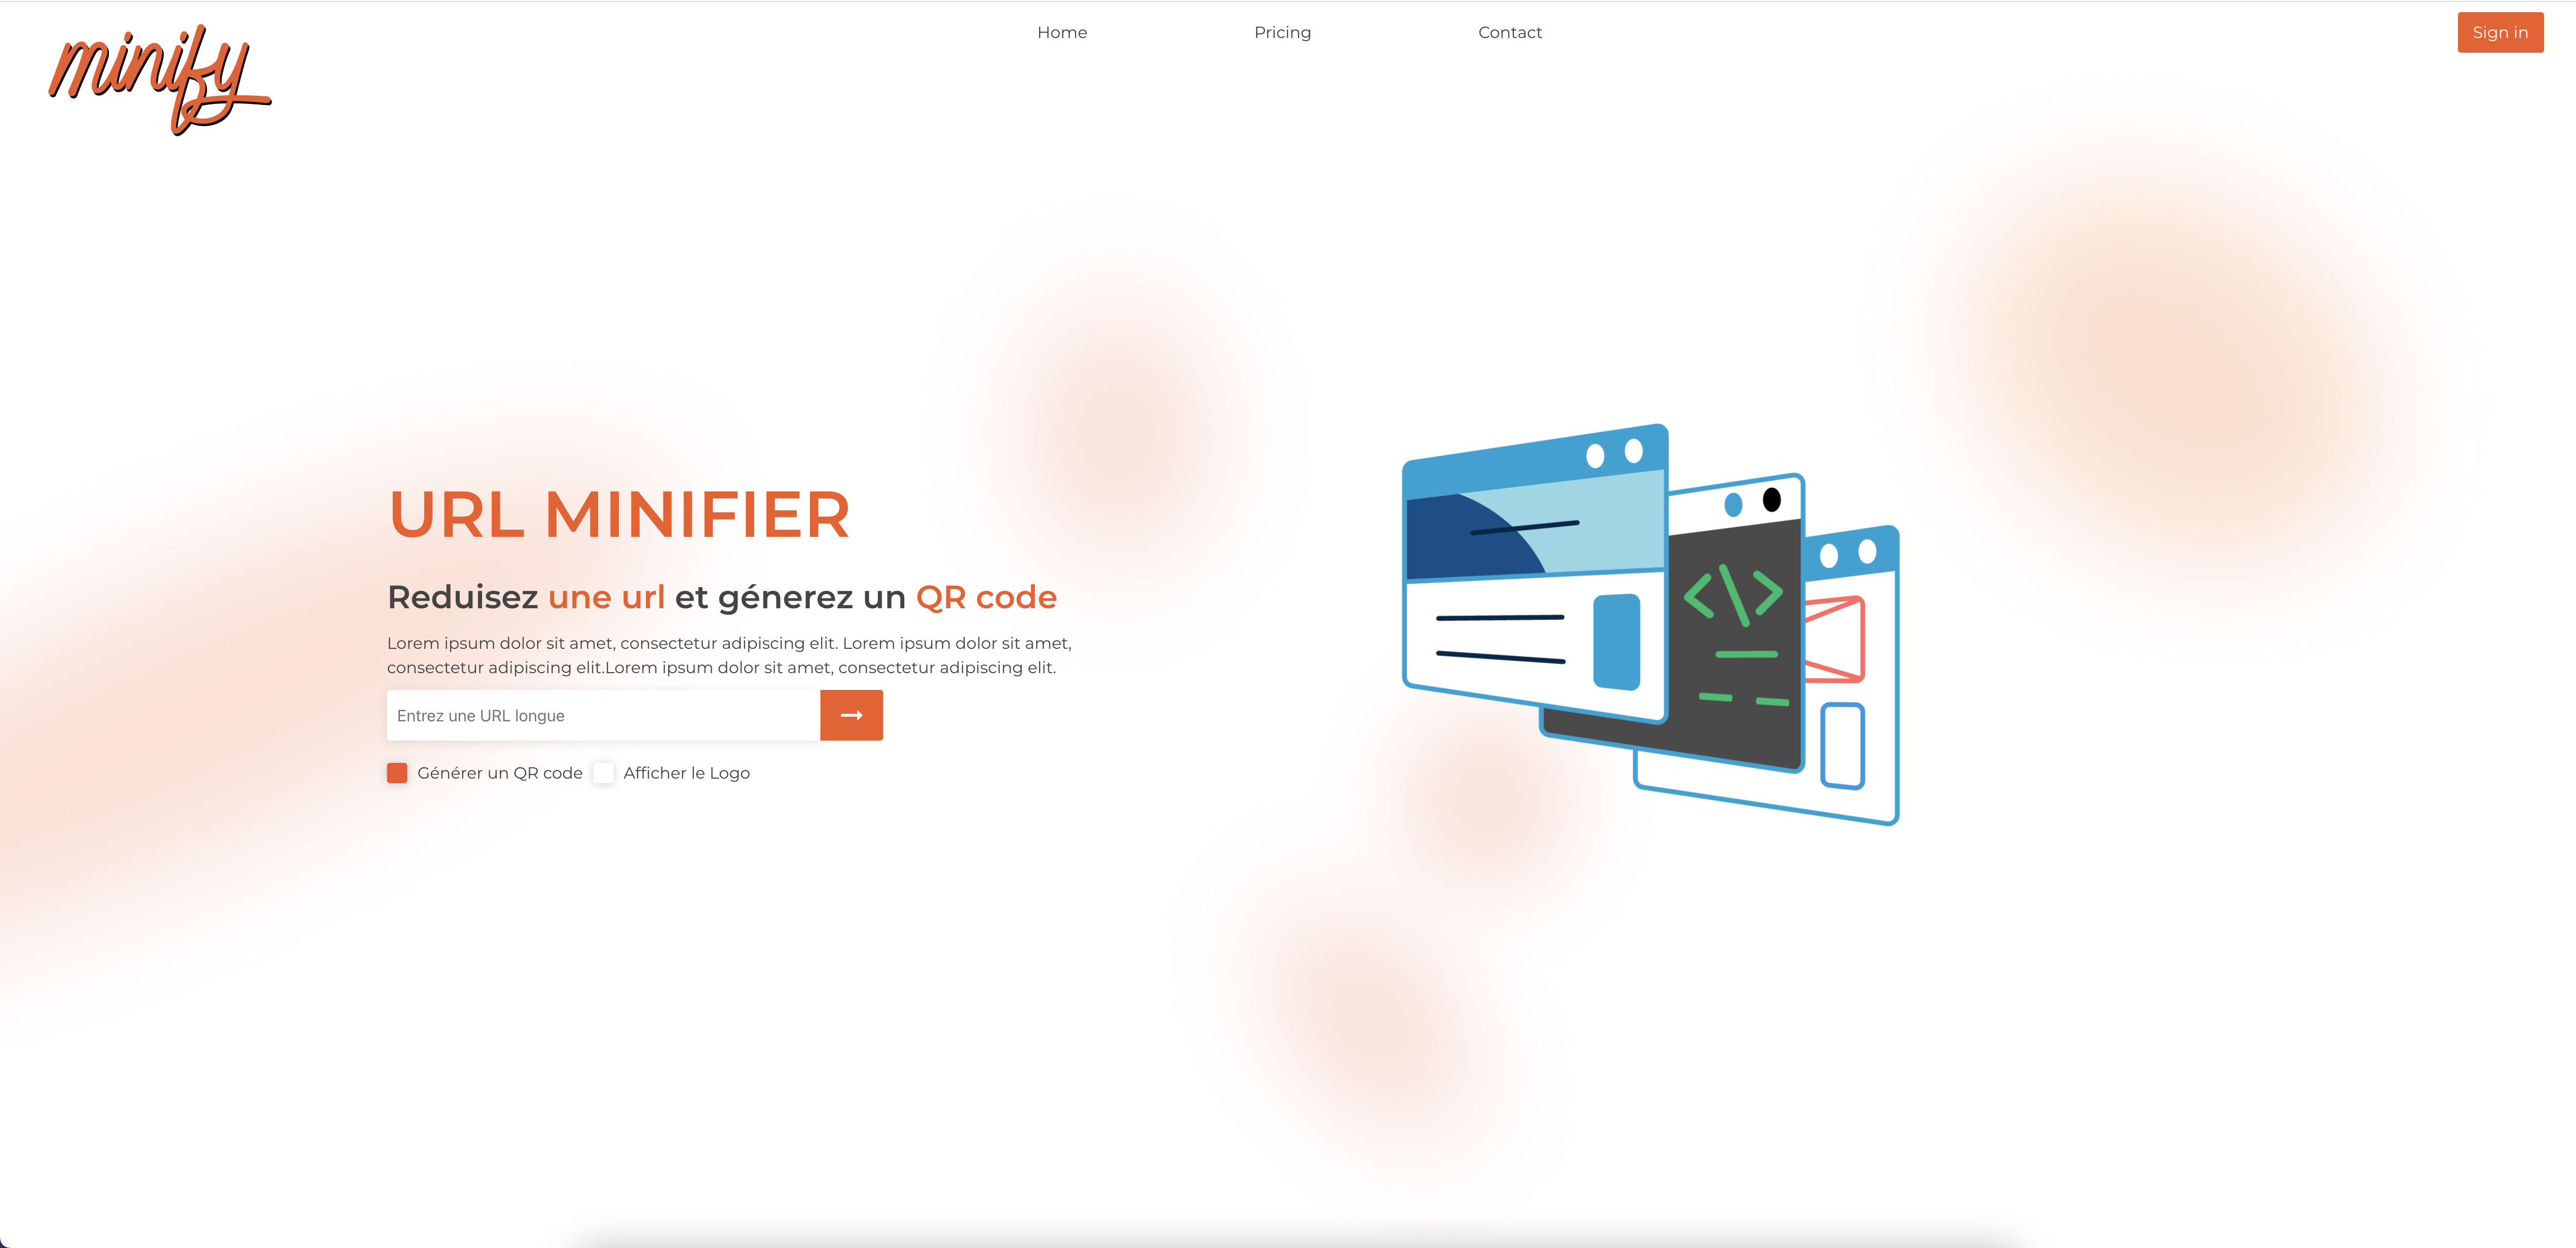 minify
Home
Pricing
Contact
Sign in
URL MINIFIER
Reduisez une url et génerez un QR code
Lorem ipsum dolor sit amet, consectetur adipiscing elit. Lorem ipsum dolor sit amet,
consectetur adipiscing elit.Lorem ipsum dolor sit amet, consectetur adipiscing elit.
Entrez une URL longue
Générer un QR code
Afficher le Logo